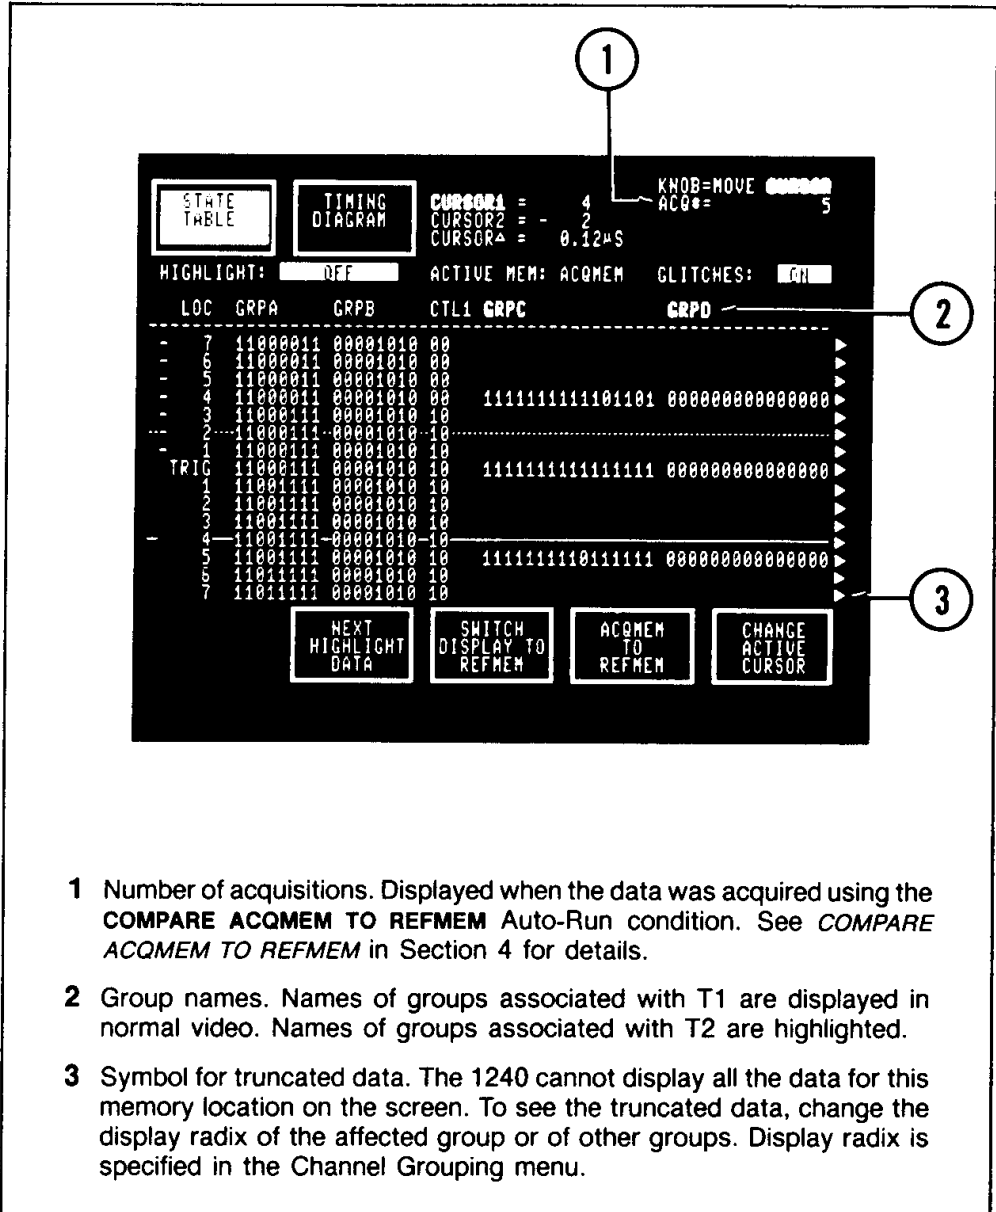 1
STATE TABLE
TIMING DIAGRAM
CURSOR1 = 4
CURSOR2 = - 2
CURSOR△ = 0.12µS
KNOB=MOVE CURSOR
ACQ#= 5
HIGHLIGHT: OFF ACTIVE MEM: ACQMEM GLITCHES: ON
LOC GRPA GRPB CTL1 GRPC GRPD
2
- 7 11000011 00001010 00
- 6 11000011 00001010 00
- 5 11000011 00001010 00
- 4 11000011 00001010 00 1111111111101101 0000000000000000
- 3 11000111 00001010 10
- 2 11000111 00001010 10
- 1 11000111 00001010 10
TRIG 11000111 00001010 10 1111111111111111 0000000000000000
1 11001111 00001010 10
2 11001111 00001010 10
3 11001111 00001010 10
4 11001111 00001010 10
5 11001111 00001010 10 1111111110111111 0000000000000000
6 11011111 00001010 10
7 11011111 00001010 10
3
NEXT HIGHLIGHT DATA
SWITCH DISPLAY TO REFMEM
ACQMEM TO REFMEM
CHANGE ACTIVE CURSOR
1 Number of acquisitions. Displayed when the data was acquired using the
COMPARE ACQMEM TO REFMEM Auto-Run condition. See COMPARE
ACQMEM TO REFMEM in Section 4 for details.
2 Group names. Names of groups associated with T1 are displayed in
normal video. Names of groups associated with T2 are highlighted.
3 Symbol for truncated data. The 1240 cannot display all the data for this
memory location on the screen. To see the truncated data, change the
display radix of the affected group or of other groups. Display radix is
specified in the Channel Grouping menu.